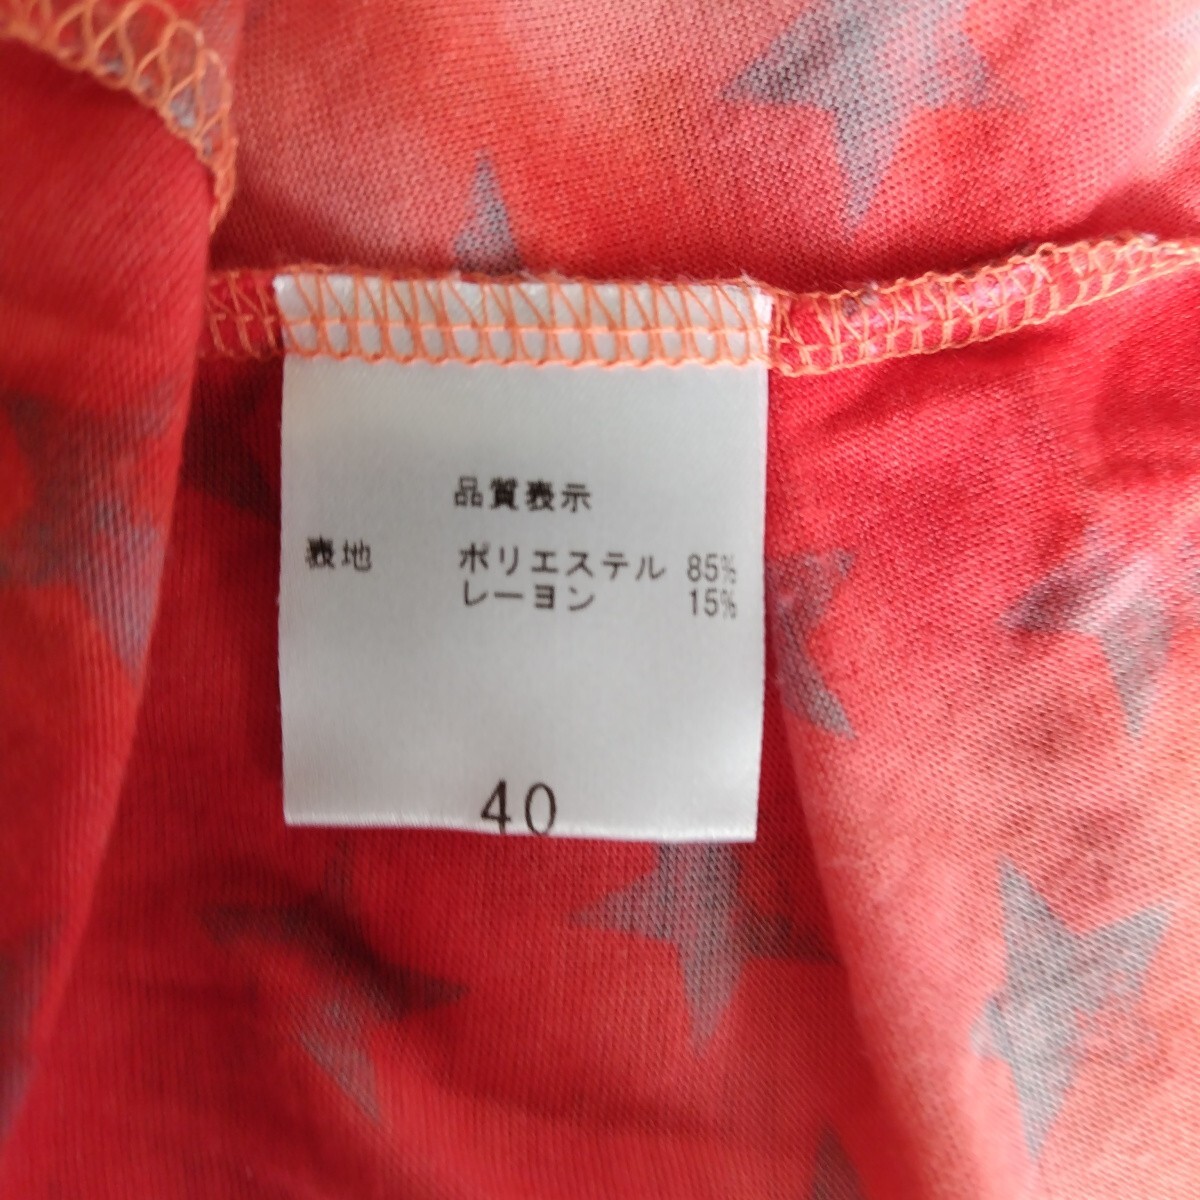 品質表示
表地 ポリエステル 85%
レーヨン 15%
40